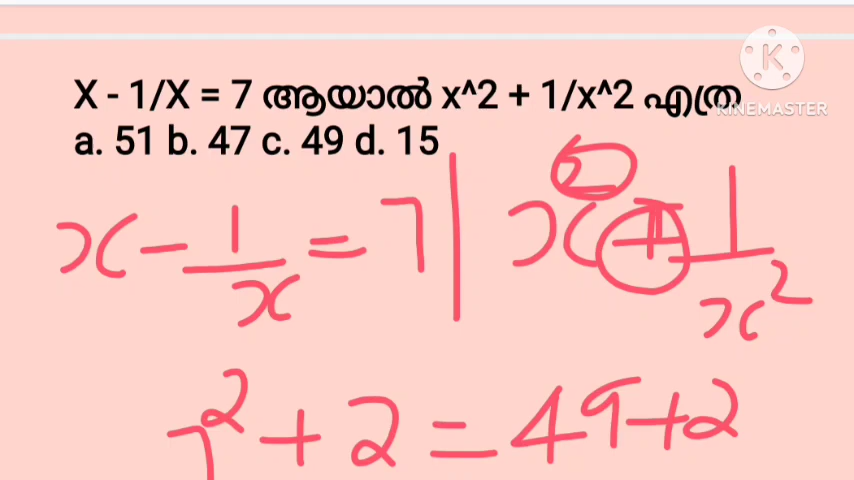 X - 1/X = 7 ആയാൽ x^2 + 1/x^2 എത്ര
KINEMASTER
a. 51 b. 47 c. 49 d. 15
x - 1/x = 7 | x² + 1/x²
7² + 2 = 49 + 2